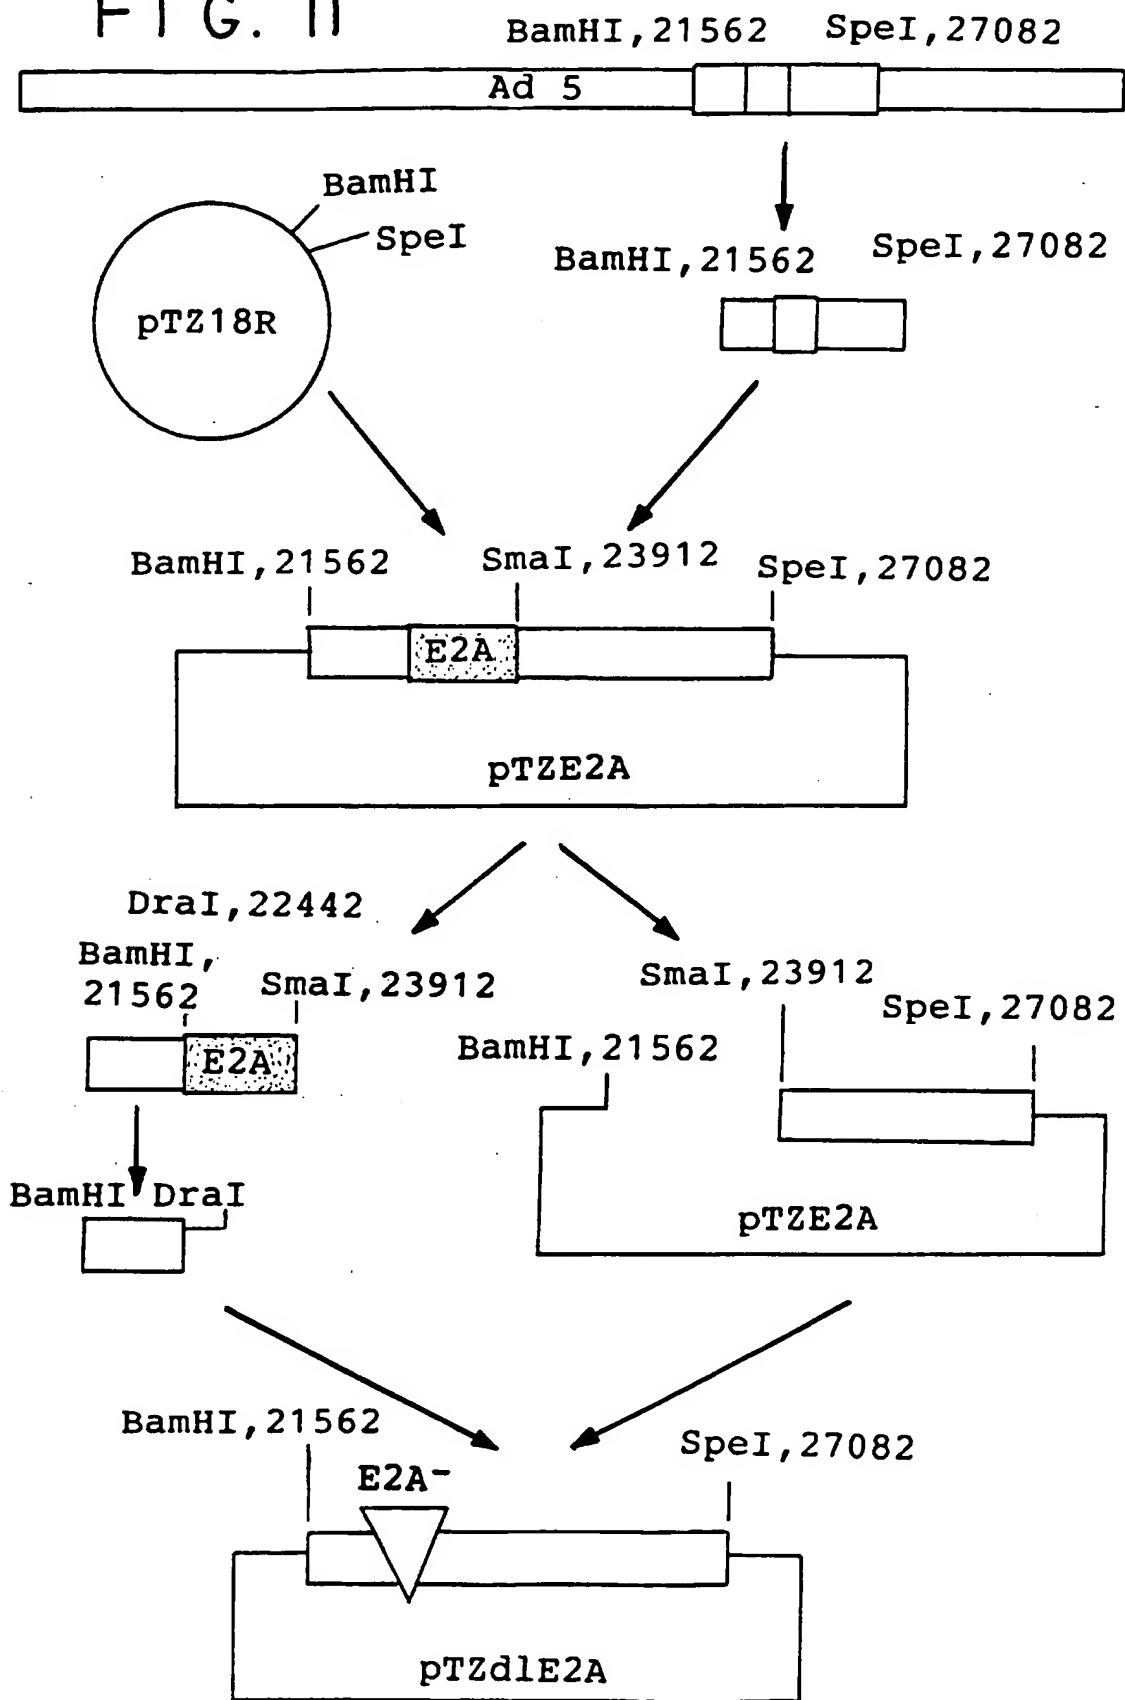 FIG. 11
BamHI,21562 SpeI,27082
Ad 5
BamHI
SpeI
pTZ18R
BamHI,21562 SpeI,27082
BamHI,21562 SmaI,23912 SpeI,27082
E2A
pTZE2A
DraI,22442
BamHI,
21562 SmaI,23912
E2A
SmaI,23912
SpeI,27082
BamHI,21562
BamHI DraI
pTZE2A
BamHI,21562
SpeI,27082
E2A-
pTZdlE2A